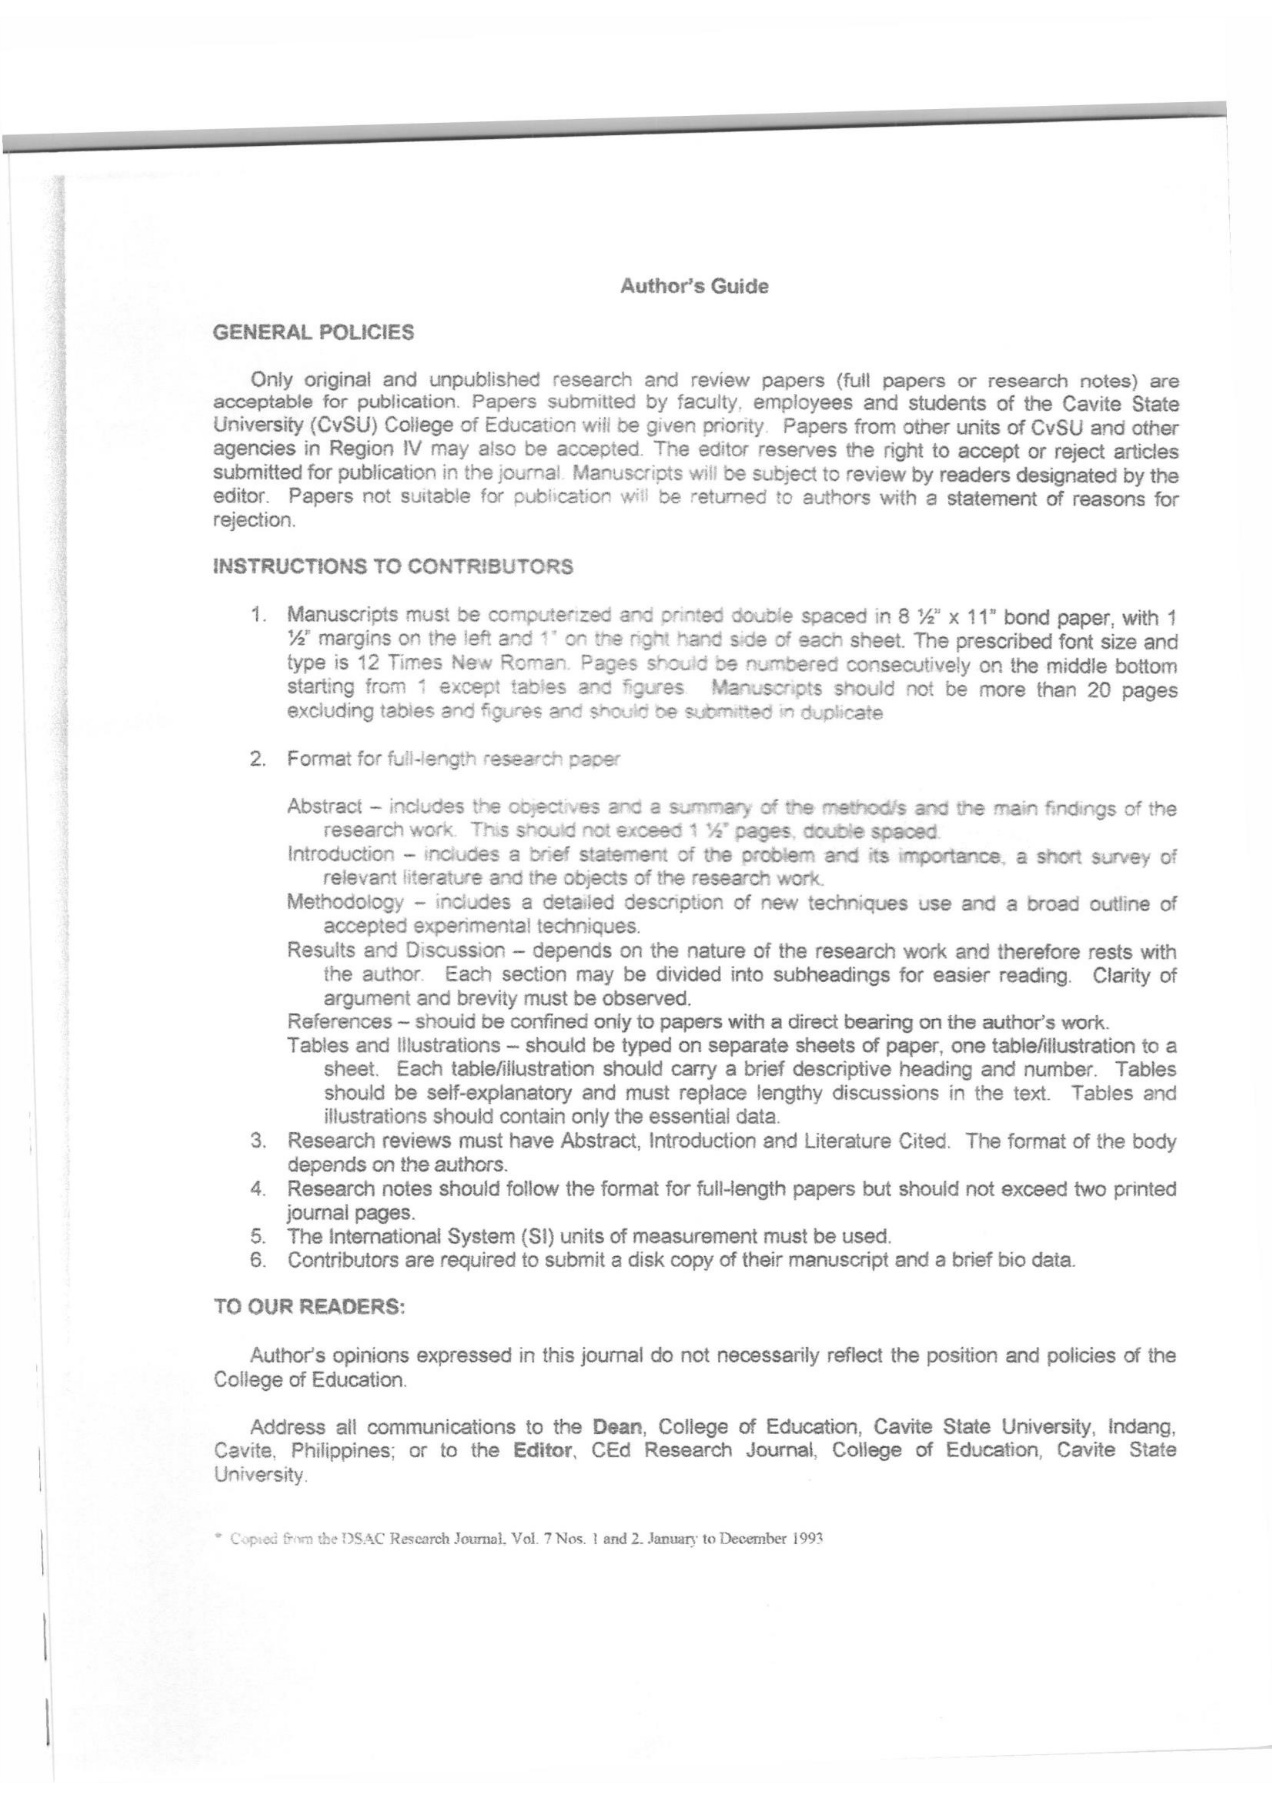 Author's Guide
GENERAL POLICIES
Only original and unpublished research and review papers (full papers or research notes) are
acceptable for publication. Papers submitted by faculty, employees and students of the Cavite State
University (CvSU) College of Education will be given priority. Papers from other units of CvSU and other
agencies in Region IV may also be accepted. The editor reserves the right to accept or reject articles
submitted for publication in the journal. Manuscripts will be subject to review by readers designated by the
editor. Papers not suitable for publication will be returned to authors with a statement of reasons for
rejection.
INSTRUCTIONS TO CONTRIBUTORS
1. Manuscripts must be computerized and printed double spaced in 8 ½" x 11" bond paper, with 1
½" margins on the left and 1" on the right hand side of each sheet. The prescribed font size and
type is 12 Times New Roman. Pages should be numbered consecutively on the middle bottom
starting from 1 except tables and figures. Manuscripts should not be more than 20 pages
excluding tables and figures and should be submitted in duplicate
2. Format for full-length research paper
Abstract – includes the objectives and a summary of the method/s and the main findings of the
research work. This should not exceed 1 ½" pages, double spaced.
Introduction – includes a brief statement of the problem and its importance, a short survey of
relevant literature and the objects of the research work.
Methodology – includes a detailed description of new techniques use and a broad outline of
accepted experimental techniques.
Results and Discussion – depends on the nature of the research work and therefore rests with
the author. Each section may be divided into subheadings for easier reading. Clarity of
argument and brevity must be observed.
References – should be confined only to papers with a direct bearing on the author's work.
Tables and Illustrations – should be typed on separate sheets of paper, one table/illustration to a
sheet. Each table/illustration should carry a brief descriptive heading and number. Tables
should be self-explanatory and must replace lengthy discussions in the text. Tables and
illustrations should contain only the essential data.
3. Research reviews must have Abstract, Introduction and Literature Cited. The format of the body
depends on the authors.
4. Research notes should follow the format for full-length papers but should not exceed two printed
journal pages.
5. The International System (SI) units of measurement must be used.
6. Contributors are required to submit a disk copy of their manuscript and a brief bio data.
TO OUR READERS:
Author's opinions expressed in this journal do not necessarily reflect the position and policies of the
College of Education.
Address all communications to the Dean, College of Education, Cavite State University, Indang,
Cavite, Philippines; or to the Editor, CEd Research Journal, College of Education, Cavite State
University.
* Copied from the DSAC Research Journal, Vol. 7 Nos. 1 and 2. January to December 1993